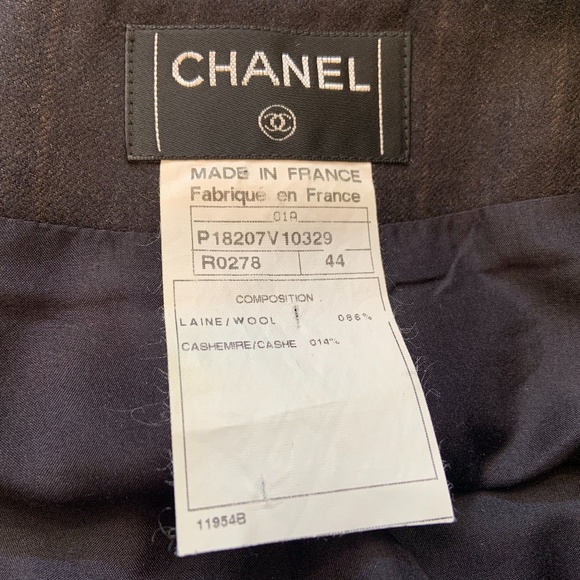 CHANEL
MADE IN FRANCE
Fabriqué en France
01A
P18207V10329
R0278 44
COMPOSITION
LAINE/WOOL 086%
CASHEMIRE/CASHE 014%
11954B